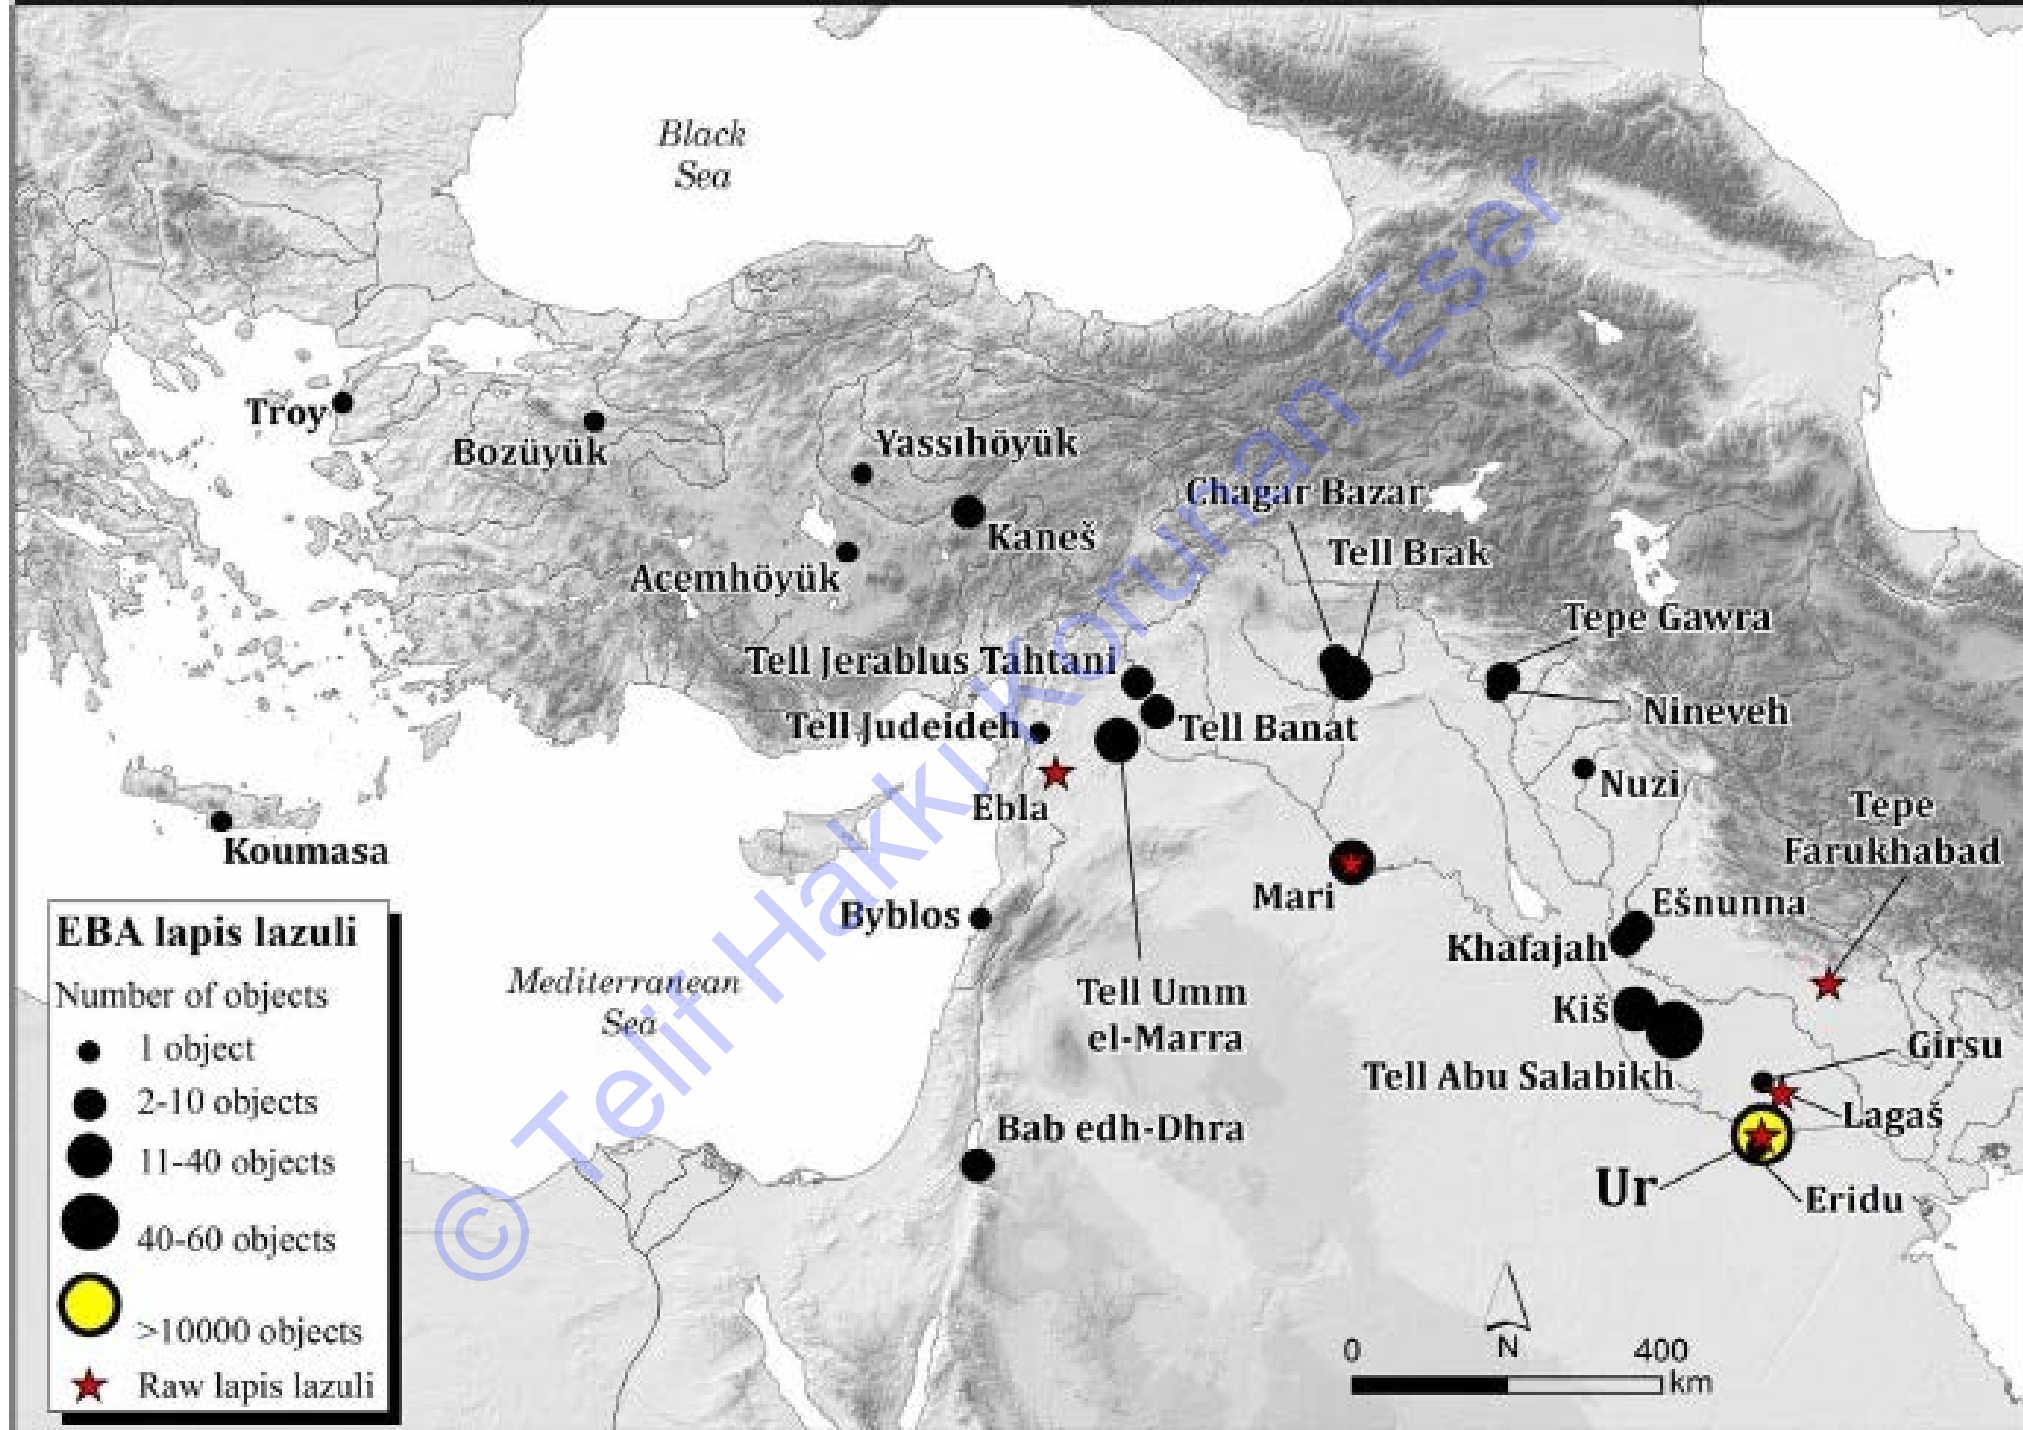 Black
Sea
Troy
Bozüyük
Yassıhöyük
Kaneš
Acemhöyük
Chagar Bazar
Tell Brak
Tepe Gawra
Tell Jerablus Tahtani
Nineveh
Tell Judeideh
Tell Banat
Nuzi
Ebla
Tepe
Farukhabad
Koumasa
Mari
Ešnunna
Byblos
Khafajah
Mediterranean
Sea
Tell Umm
el-Marra
Kiš
Girsu
Tell Abu Salabikh
Lagaš
Bab edh-Dhra
Ur
Eridu
EBA lapis lazuli
Number of objects
1 object
2-10 objects
11-40 objects
40-60 objects
>10000 objects
Raw lapis lazuli
0 N 400
km
© Telif Hakkı Korunan Eser